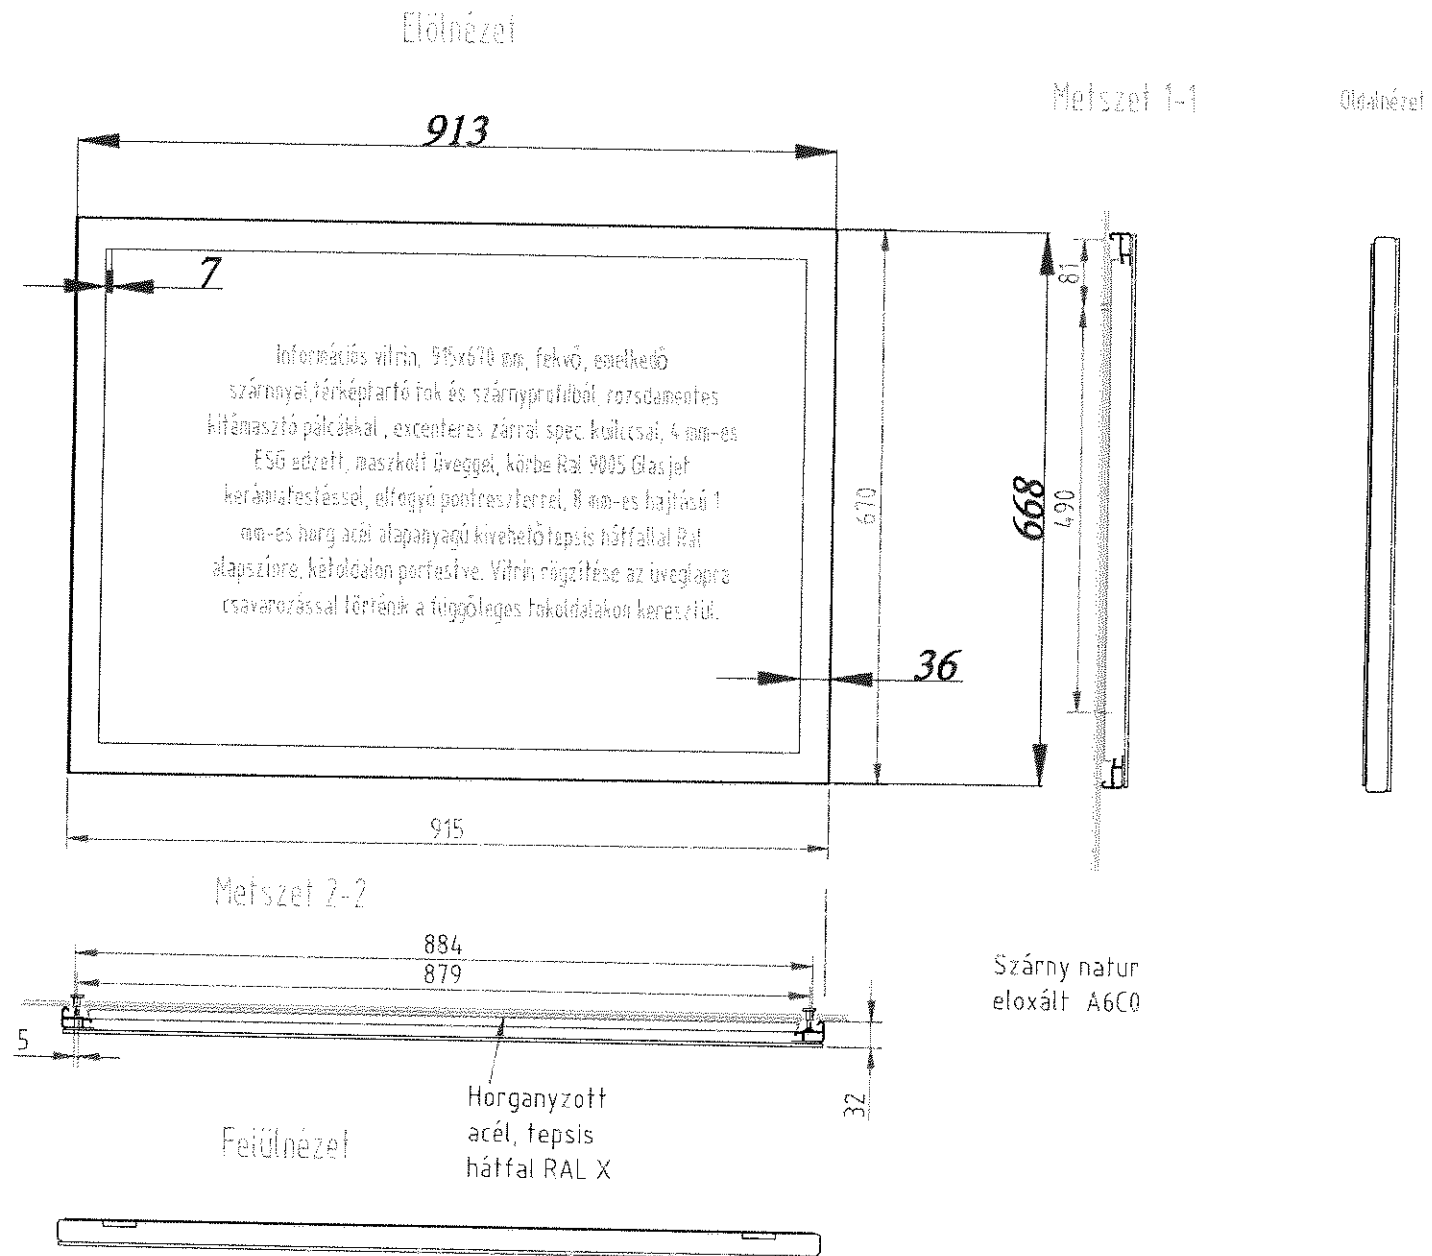 Elölnézet
Metszet 1-1
Oldalnézet
913
7
81
Információs vitrin, 915x670 mm, fekvő, emelkedő
szárnnyal,térképtartó tok és szárnyprofilból, rozsdamentes
kitámasztó pálcákkal , excenteres zárral spec. kulccsal, 4 mm-es
ESG edzett, maszkolt üveggel, körbe Ral 9005 Glasjet
kerámiafestéssel, elfogyó pontraszterrel, 8 mm-es hajtású 1
mm-es horg acél alapanyagú kivehető tepsis hátfallal Ral
alapszínre, kétoldalon porfestve. Vitrin rögzítése az üveglapra
csavarozással történik a függőleges tokoldalakon keresztül.
670
668
490
36
915
Metszet 2-2
884
879
Szárny natur
eloxált A6C0
5
32
Horganyzott
acél, tepsis
hátfal RAL X
Felülnézet